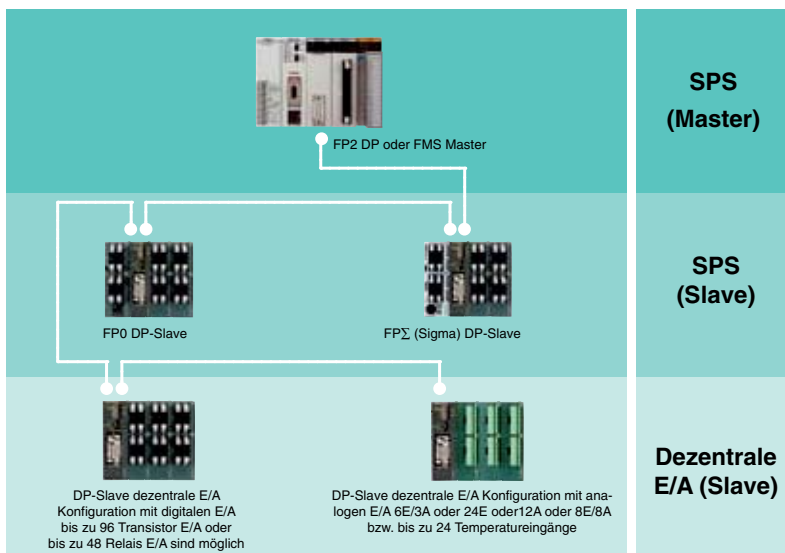 FP2 DP oder FMS Master
SPS
(Master)
FP0 DP-Slave
FPΣ (Sigma) DP-Slave
SPS
(Slave)
DP-Slave dezentrale E/A
Konfiguration mit digitalen E/A
bis zu 96 Transistor E/A oder
bis zu 48 Relais E/A sind möglich
DP-Slave dezentrale E/A Konfiguration mit ana-
logen E/A 6E/3A oder 24E oder12A oder 8E/8A
bzw. bis zu 24 Temperatureingänge
Dezentrale
E/A (Slave)